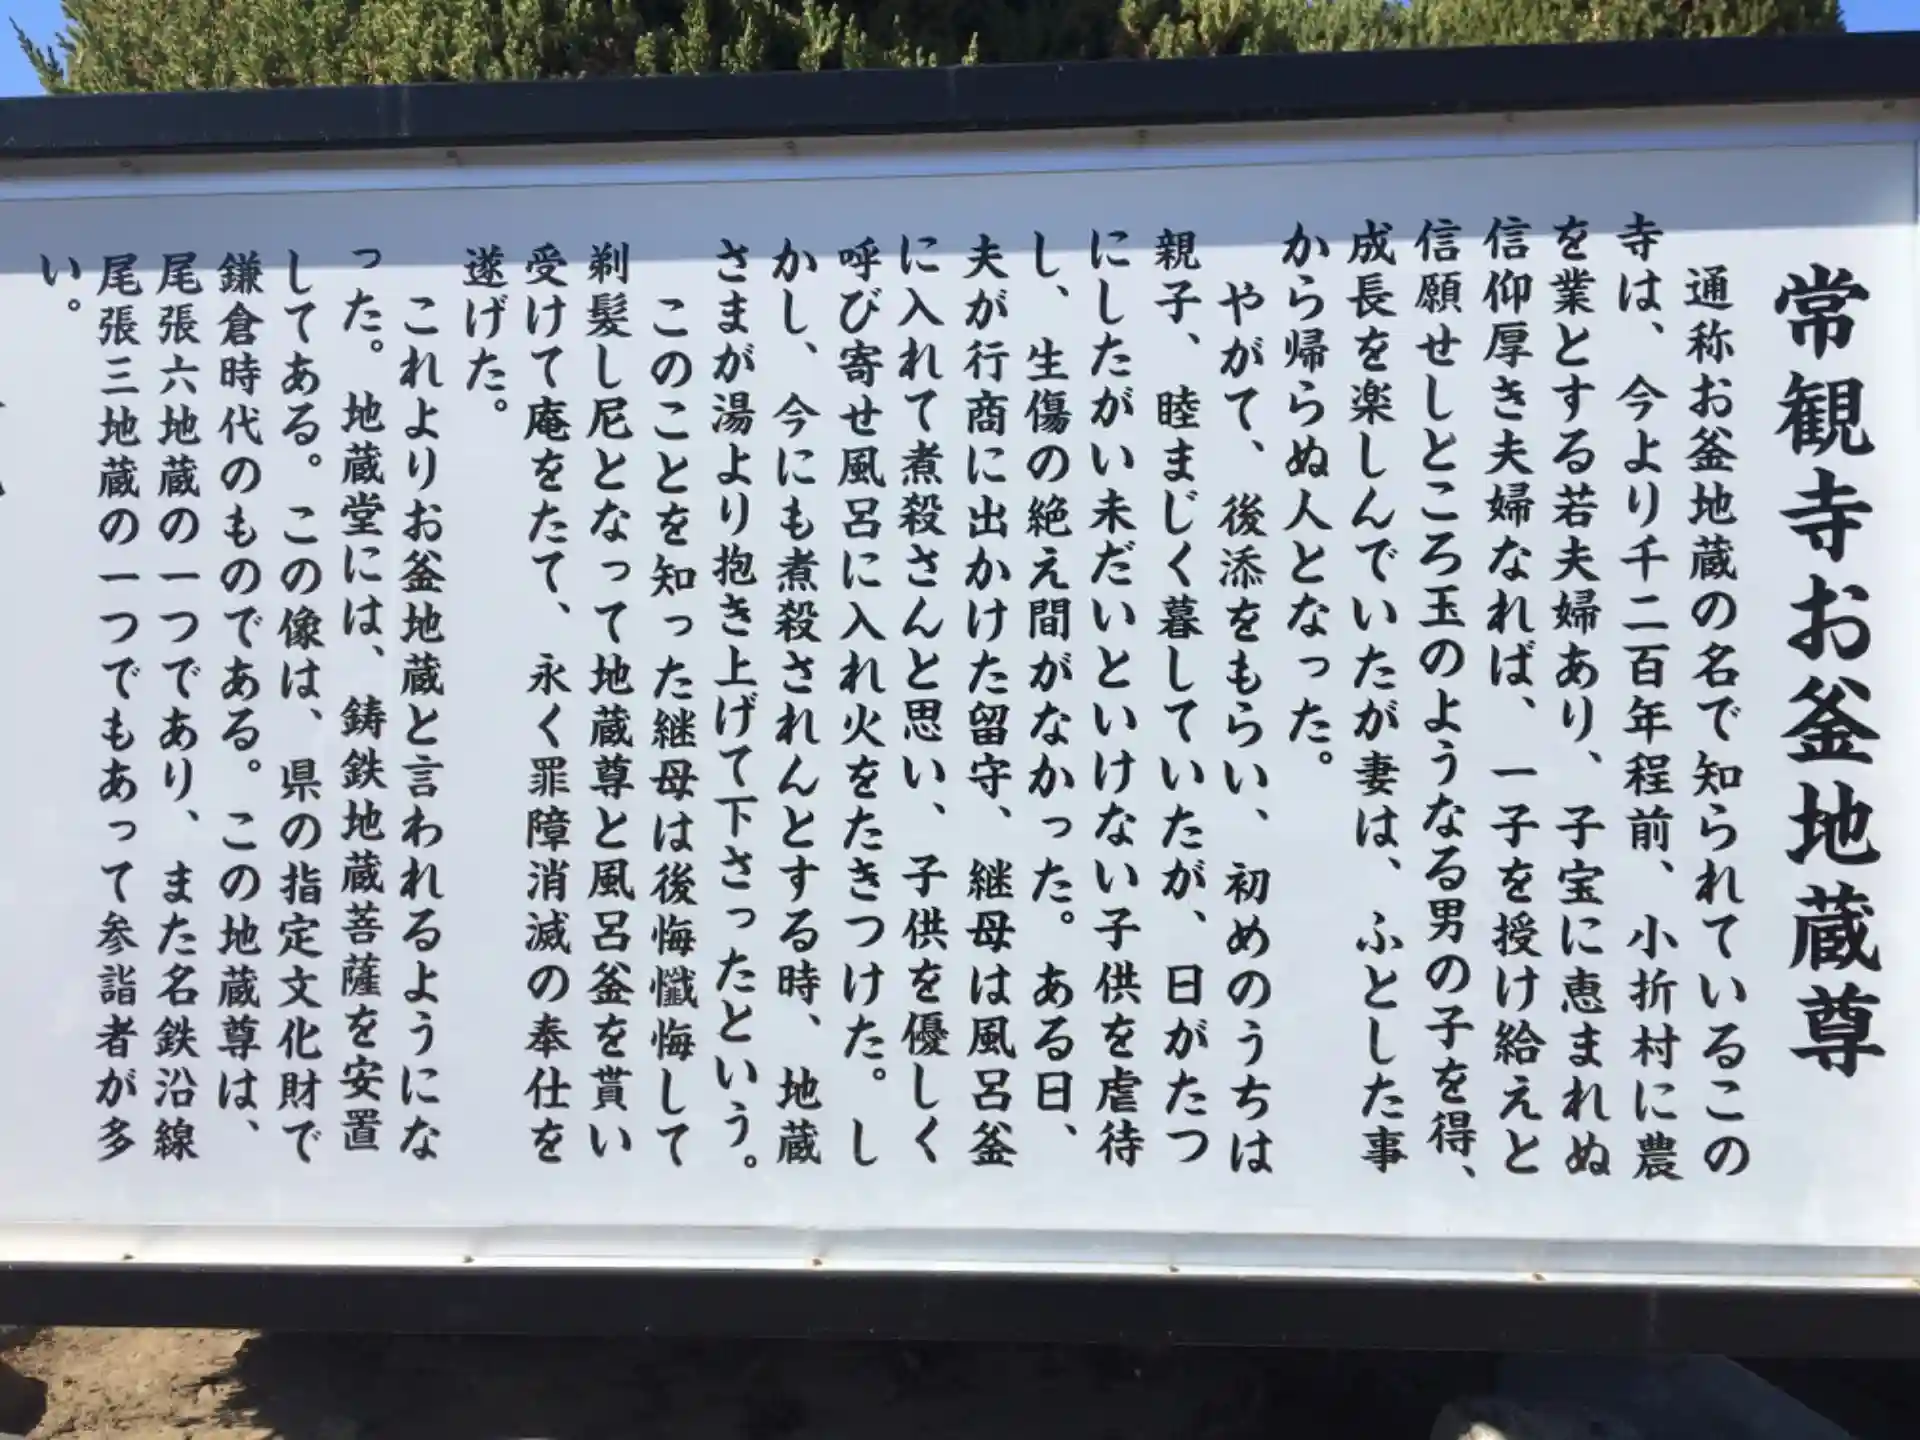 常観寺お釜地蔵尊
通称お釜地蔵の名で知られているこの
寺は、今より千二百年程前、小折村に農
を業とする若夫婦あり、子宝に恵まれぬ
信仰厚き夫婦なれば、一子を授け給えと
信願せしところ玉のようなる男の子を得、
成長を楽しんでいたが妻は、ふとした事
から帰らぬ人となった。
やがて、後添をもらい、初めのうちは
親子、睦まじく暮していたが、日がたつ
にしたがい未だいといけない子供を虐待
し、生傷の絶え間がなかった。ある日、
夫が行商に出かけた留守、継母は風呂釜
に入れて煮殺さんと思い、子供を優しく
呼び寄せ風呂に入れ火をたきつけた。し
かし、今にも煮殺されんとする時、地蔵
さまが湯より抱き上げて下さったという。
このことを知った継母は後悔懺悔して
剃髪し尼となって地蔵尊と風呂釜を貰い
受けて庵をたて、永く罪障消滅の奉仕を
遂げた。
これよりお釜地蔵と言われるようにな
った。地蔵堂には、鋳鉄地蔵菩薩を安置
してある。この像は、県の指定文化財で
鎌倉時代のものである。この地蔵尊は、
尾張六地蔵の一つであり、また名鉄沿線
尾張三地蔵の一つでもあって参詣者が多
い。